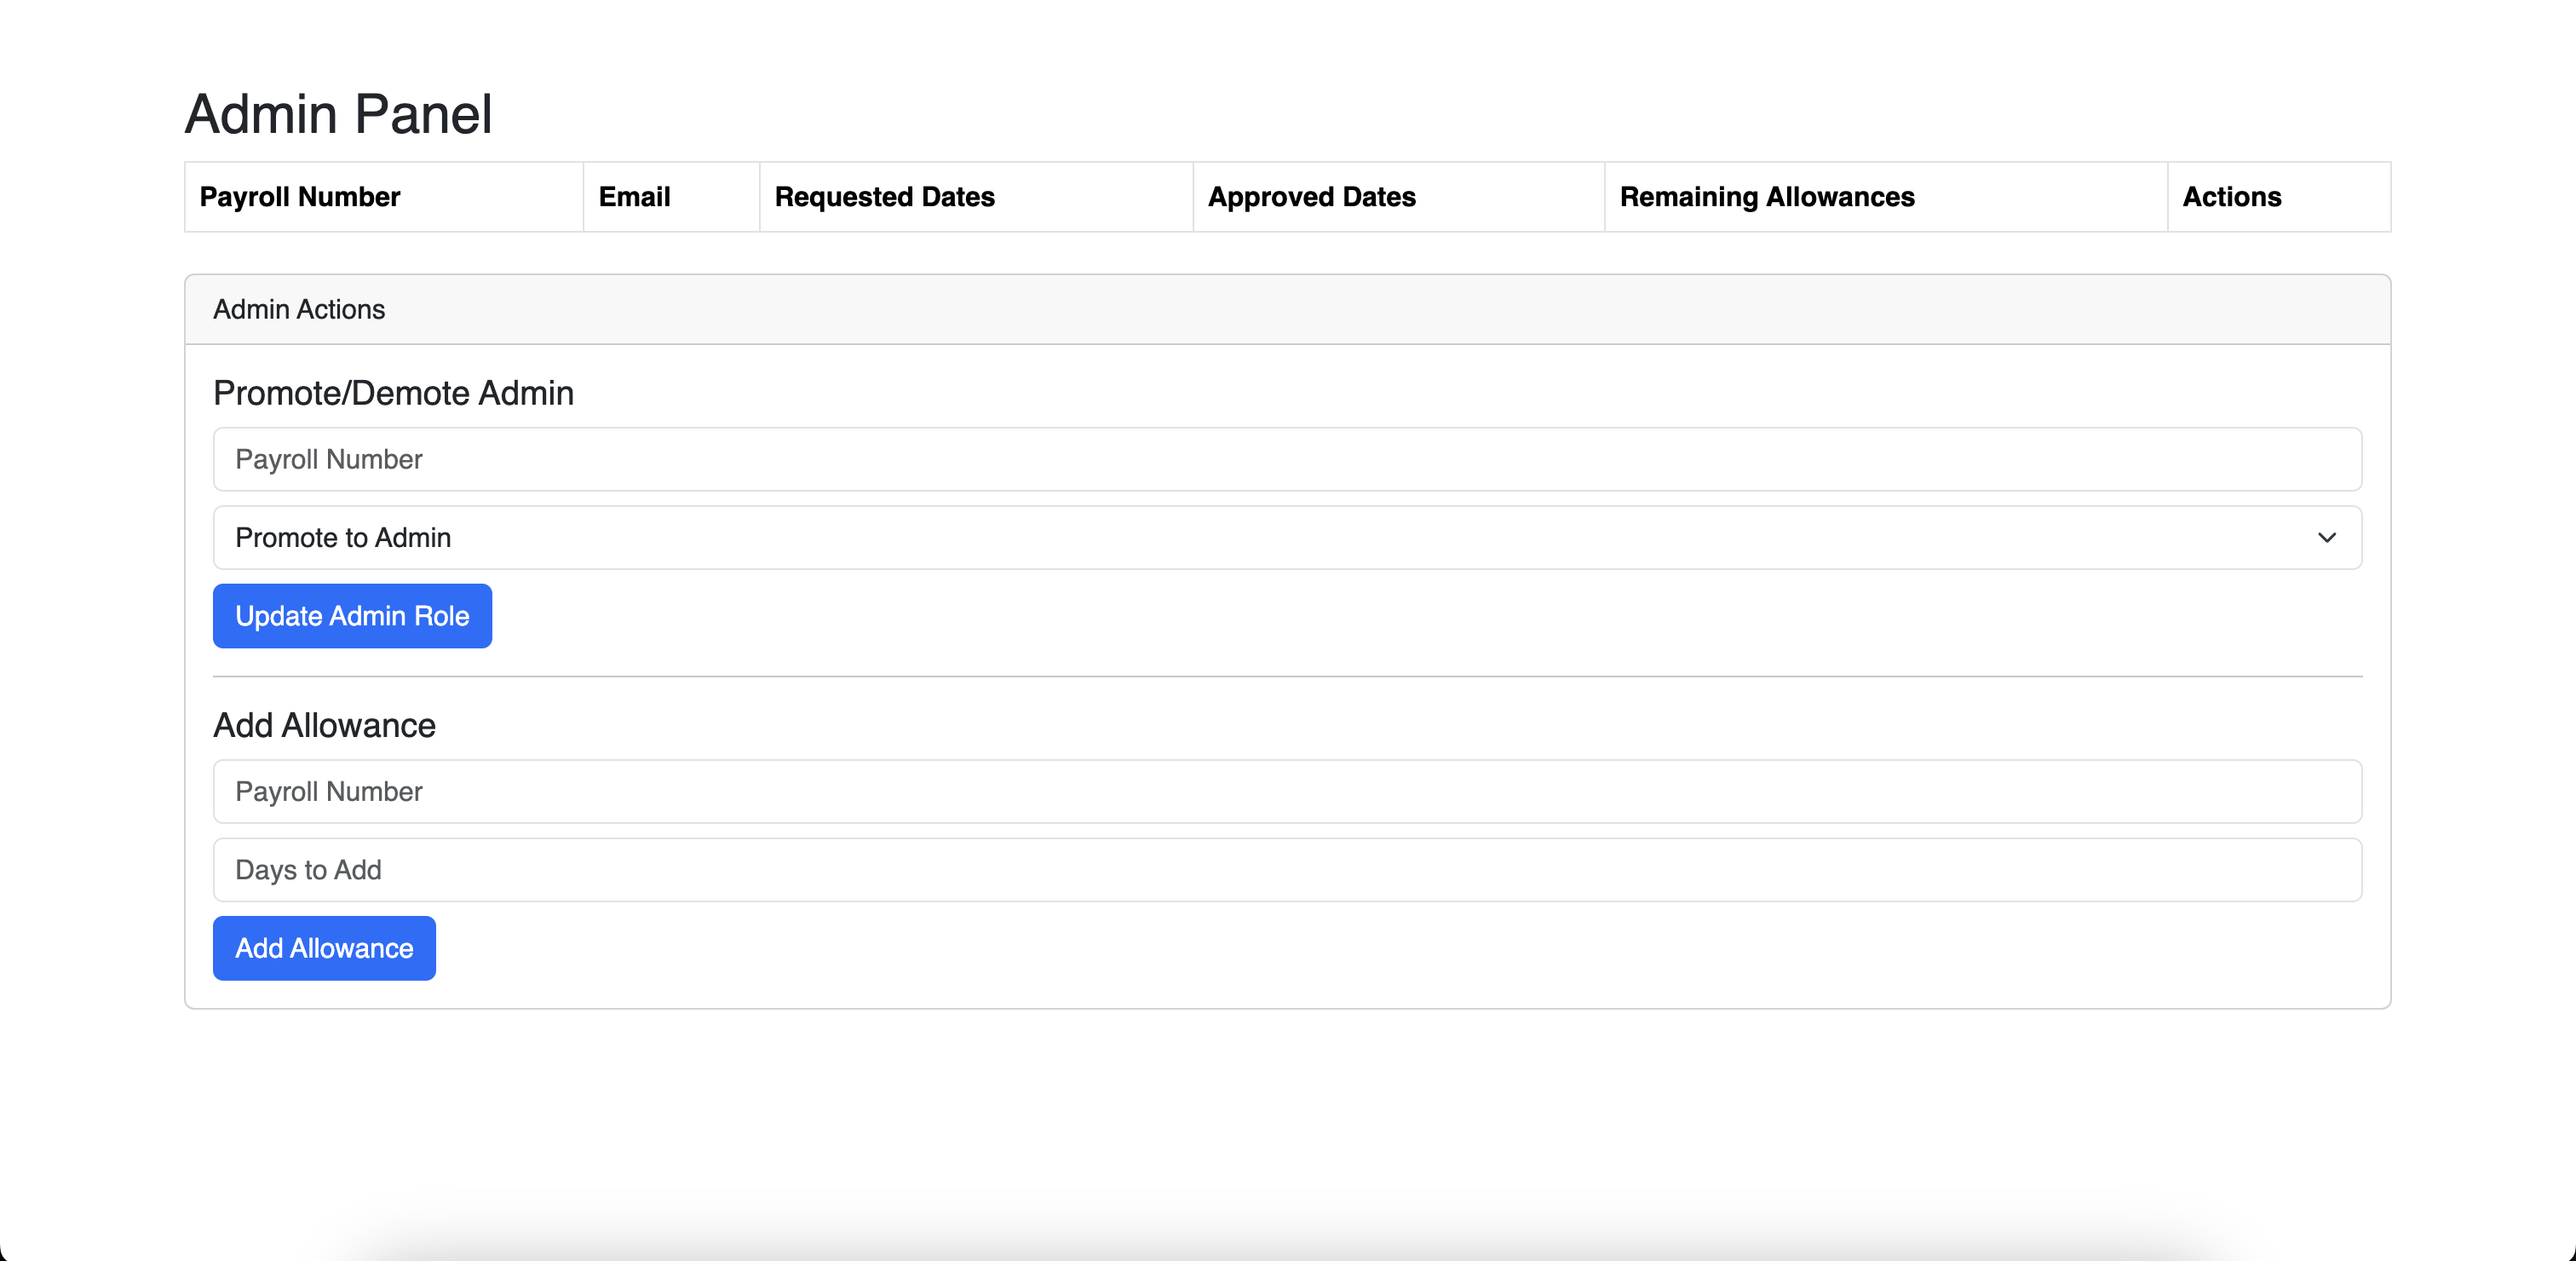 Admin Panel
Payroll Number Email Requested Dates Approved Dates Remaining Allowances Actions
Admin Actions
Promote/Demote Admin
Payroll Number
Promote to Admin
Update Admin Role
Add Allowance
Payroll Number
Days to Add
Add Allowance